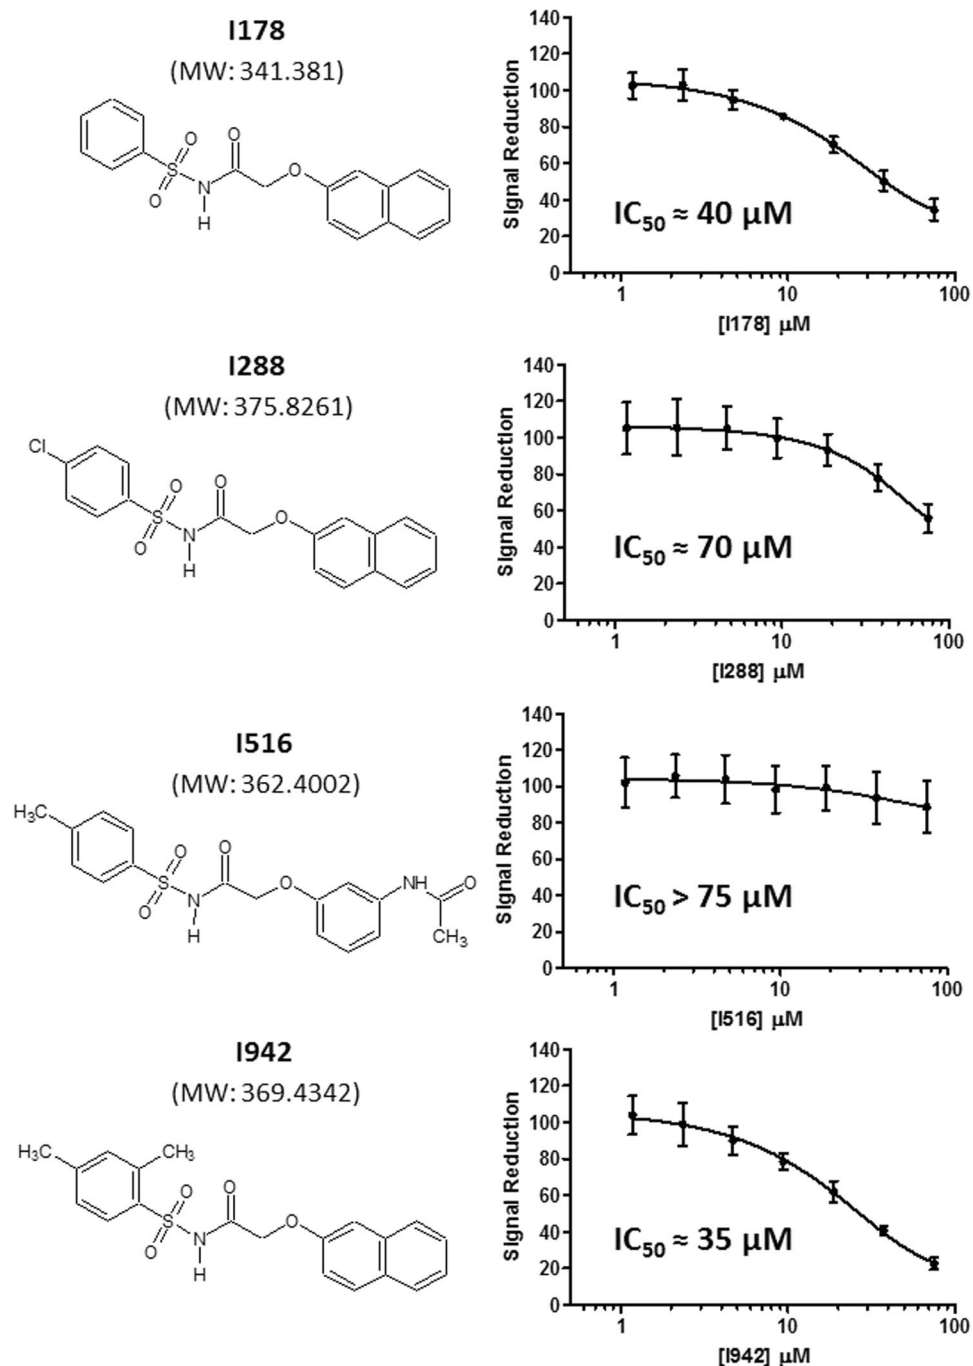 I178
(MW: 341.381)
O
O
S
O
N
H
O
O
Signal Reduction
140
120
100
80
60
40
20
0
IC50 ≈ 40 μM
1
10
100
[I178] μM
I288
(MW: 375.8261)
Cl
O
O
S
O
N
H
O
Signal Reduction
140
120
100
80
60
40
20
0
IC50 ≈ 70 μM
1
10
100
[I288] μM
I516
(MW: 362.4002)
H3C
O
O
S
O
N
H
O
NH
O
CH3
Signal Reduction
140
120
100
80
60
40
20
0
IC50 > 75 μM
1
10
100
[I516] μM
I942
(MW: 369.4342)
H3C
CH3
O
O
S
O
N
H
O
Signal Reduction
140
120
100
80
60
40
20
0
IC50 ≈ 35 μM
1
10
100
[I942] μM